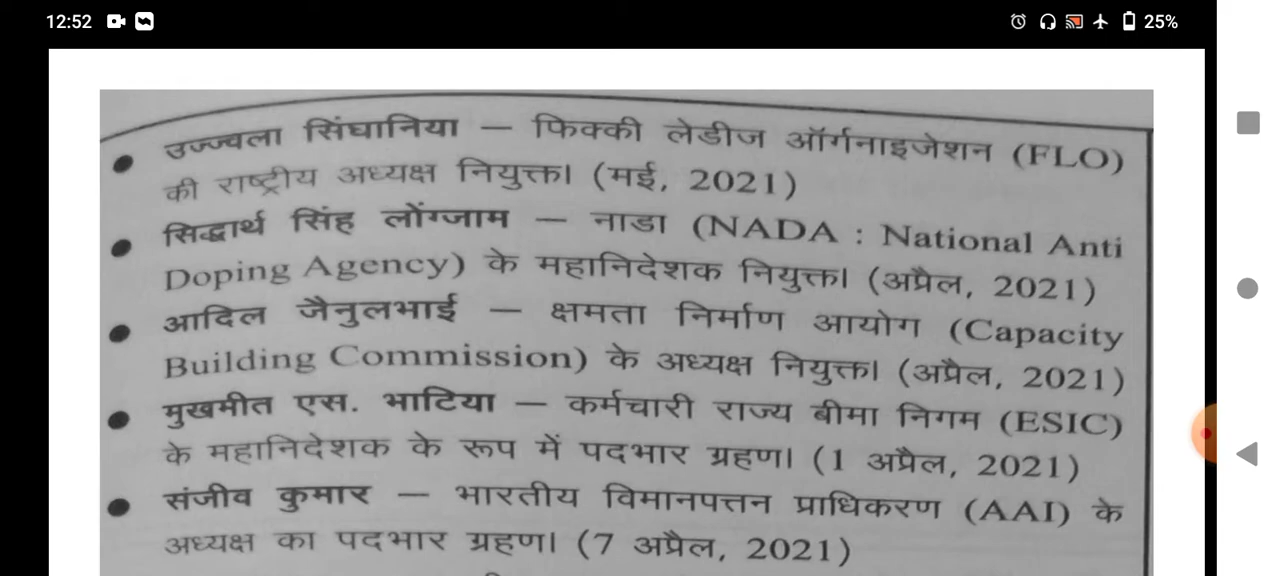 12:52
25%
उज्ज्वला सिंघानिया — फिक्की लेडीज ऑर्गनाइजेशन (FLO)
की राष्ट्रीय अध्यक्ष नियुक्त। (मई, 2021)
सिद्धार्थ सिंह लोंग्जाम — नाडा (NADA : National Anti
Doping Agency) के महानिदेशक नियुक्त। (अप्रैल, 2021)
आदिल जैनुलभाई — क्षमता निर्माण आयोग (Capacity
Building Commission) के अध्यक्ष नियुक्त। (अप्रैल, 2021)
मुखमीत एस. भाटिया — कर्मचारी राज्य बीमा निगम (ESIC)
के महानिदेशक के रूप में पदभार ग्रहण। (1 अप्रैल, 2021)
संजीव कुमार — भारतीय विमानपत्तन प्राधिकरण (AAI) के
अध्यक्ष का पदभार ग्रहण। (7 अप्रैल, 2021)